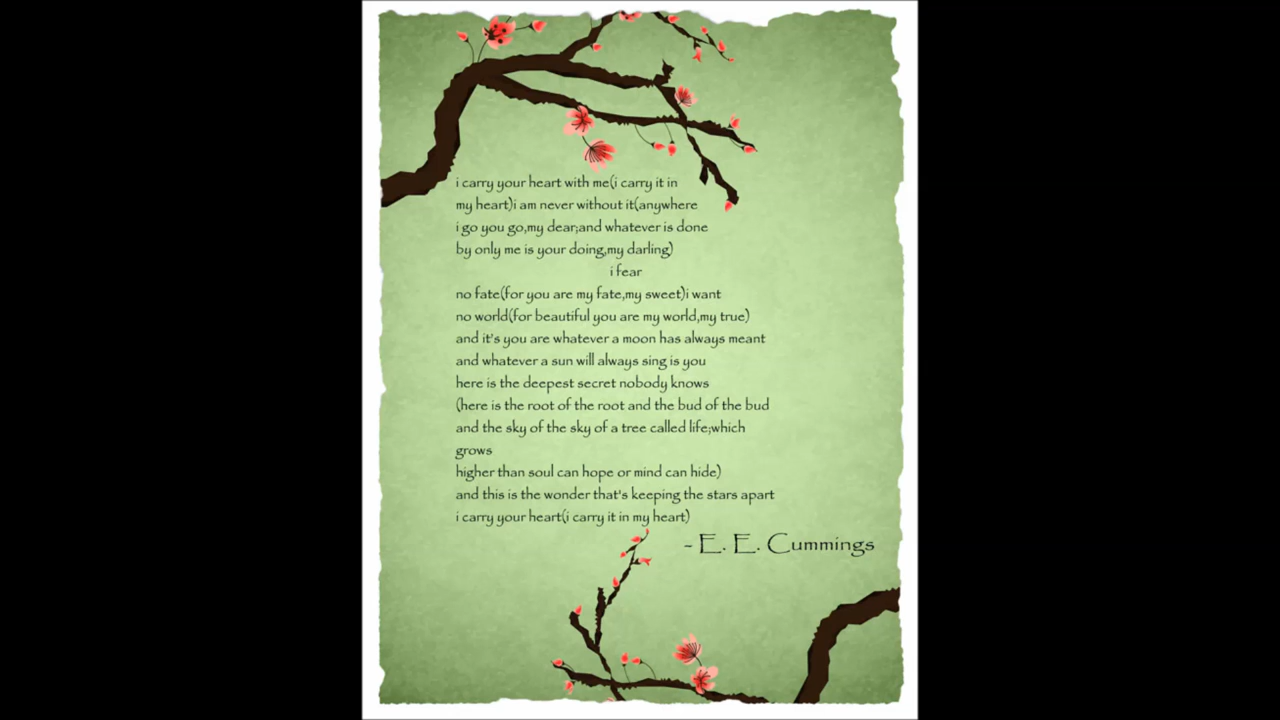 i carry your heart with me(i carry it in
my heart)i am never without it(anywhere
i go you go,my dear;and whatever is done
by only me is your doing,my darling)
i fear
no fate(for you are my fate,my sweet)i want
no world(for beautiful you are my world,my true)
and it's you are whatever a moon has always meant
and whatever a sun will always sing is you
here is the deepest secret nobody knows
(here is the root of the root and the bud of the bud
and the sky of the sky of a tree called life;which
grows
higher than soul can hope or mind can hide)
and this is the wonder that's keeping the stars apart
i carry your heart(i carry it in my heart)
~ E. E. Cummings